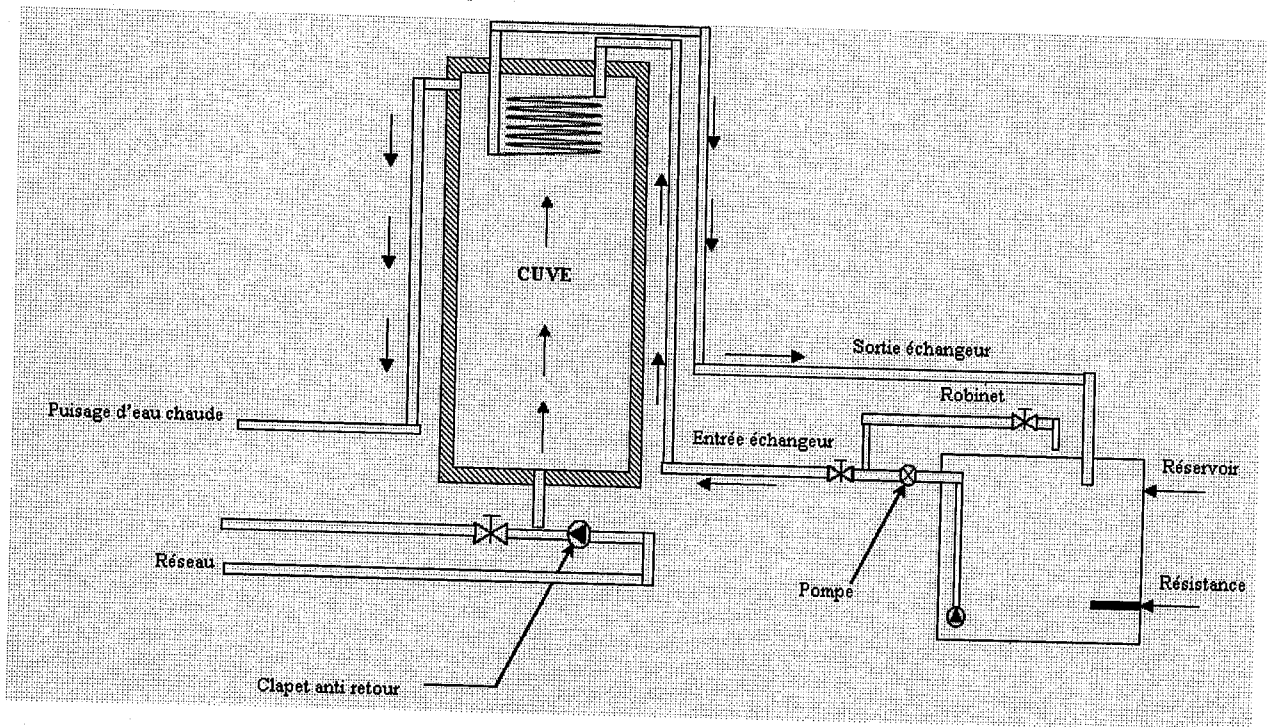 CUVE
Sortie échangeur
Robinet
Puisage d'eau chaude
Entrée échangeur
Réservoir
Réseau
Pompe
Résistance
Clapet anti retour